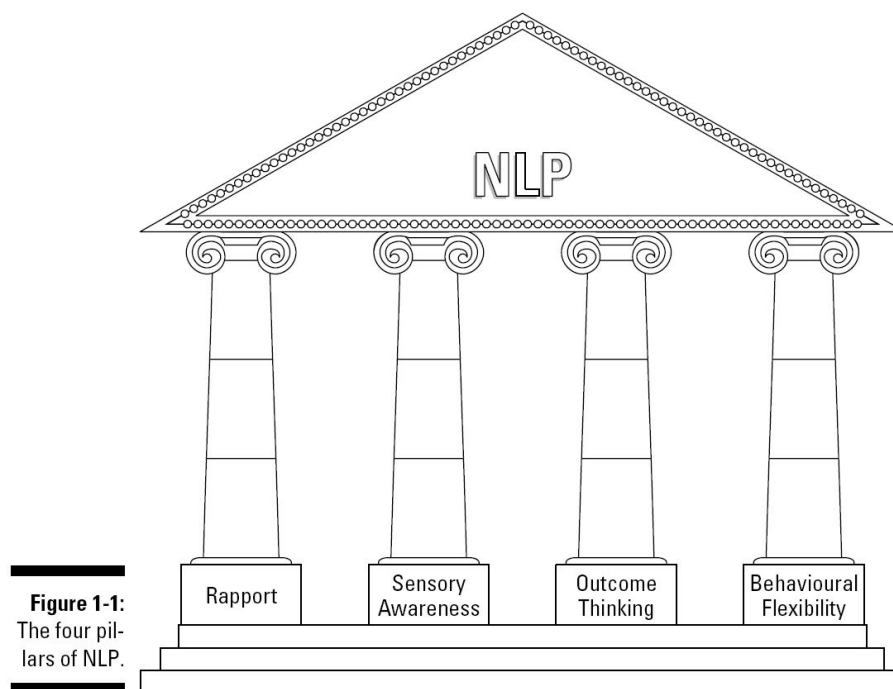 NLP
Rapport
Sensory
Awareness
Outcome
Thinking
Behavioural
Flexibility
Figure 1-1:
The four pil-
lars of NLP.